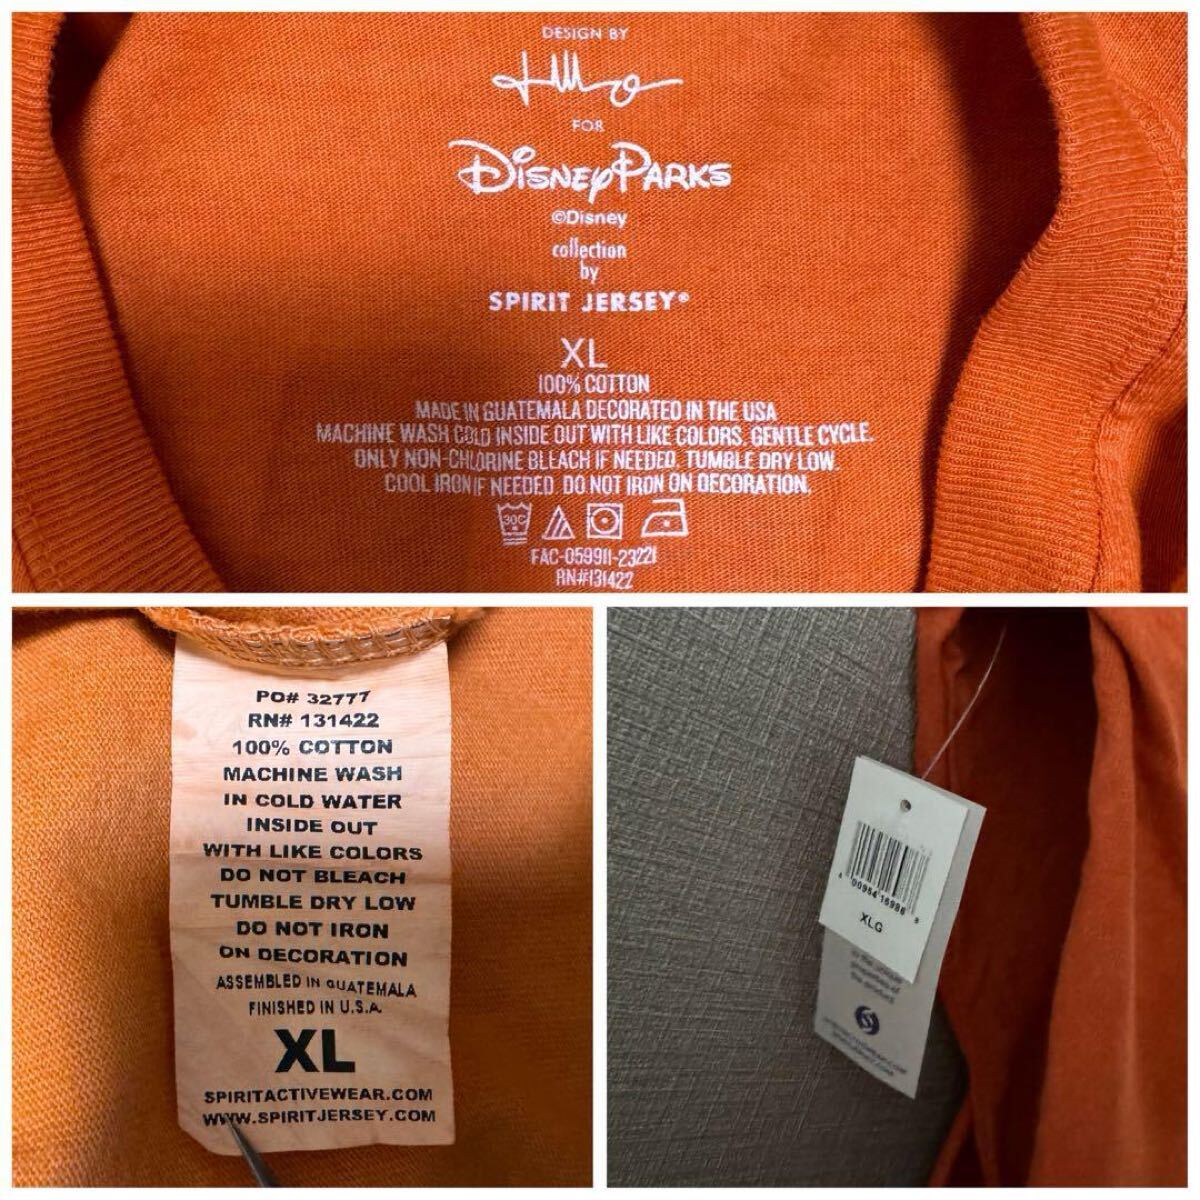 DESIGN BY
FOR
DISNEY PARKS
©Disney
collection
by
SPIRIT JERSEY®
XL
100% COTTON
MADE IN GUATEMALA DECORATED IN THE USA
MACHINE WASH COLD INSIDE OUT WITH LIKE COLORS. GENTLE CYCLE.
ONLY NON-CHLORINE BLEACH IF NEEDED. TUMBLE DRY LOW.
COOL IRON IF NEEDED. DO NOT IRON ON DECORATION.
30C
FAC-059911-23221
RN#131422
PO# 32777
RN# 131422
100% COTTON
MACHINE WASH
IN COLD WATER
INSIDE OUT
WITH LIKE COLORS
DO NOT BLEACH
TUMBLE DRY LOW
DO NOT IRON
ON DECORATION
ASSEMBLED IN GUATEMALA
FINISHED IN U.S.A.
XL
SPIRITACTIVEWEAR.COM
WWW.SPIRITJERSEY.COM
XLG